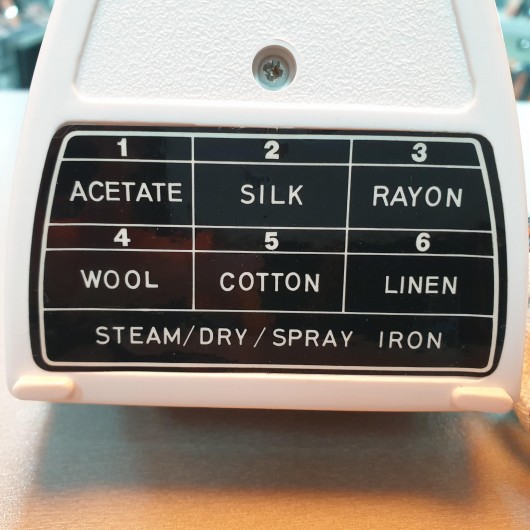 1 2 3
ACETATE SILK RAYON
4 5 6
WOOL COTTON LINEN
STEAM/DRY/SPRAY IRON